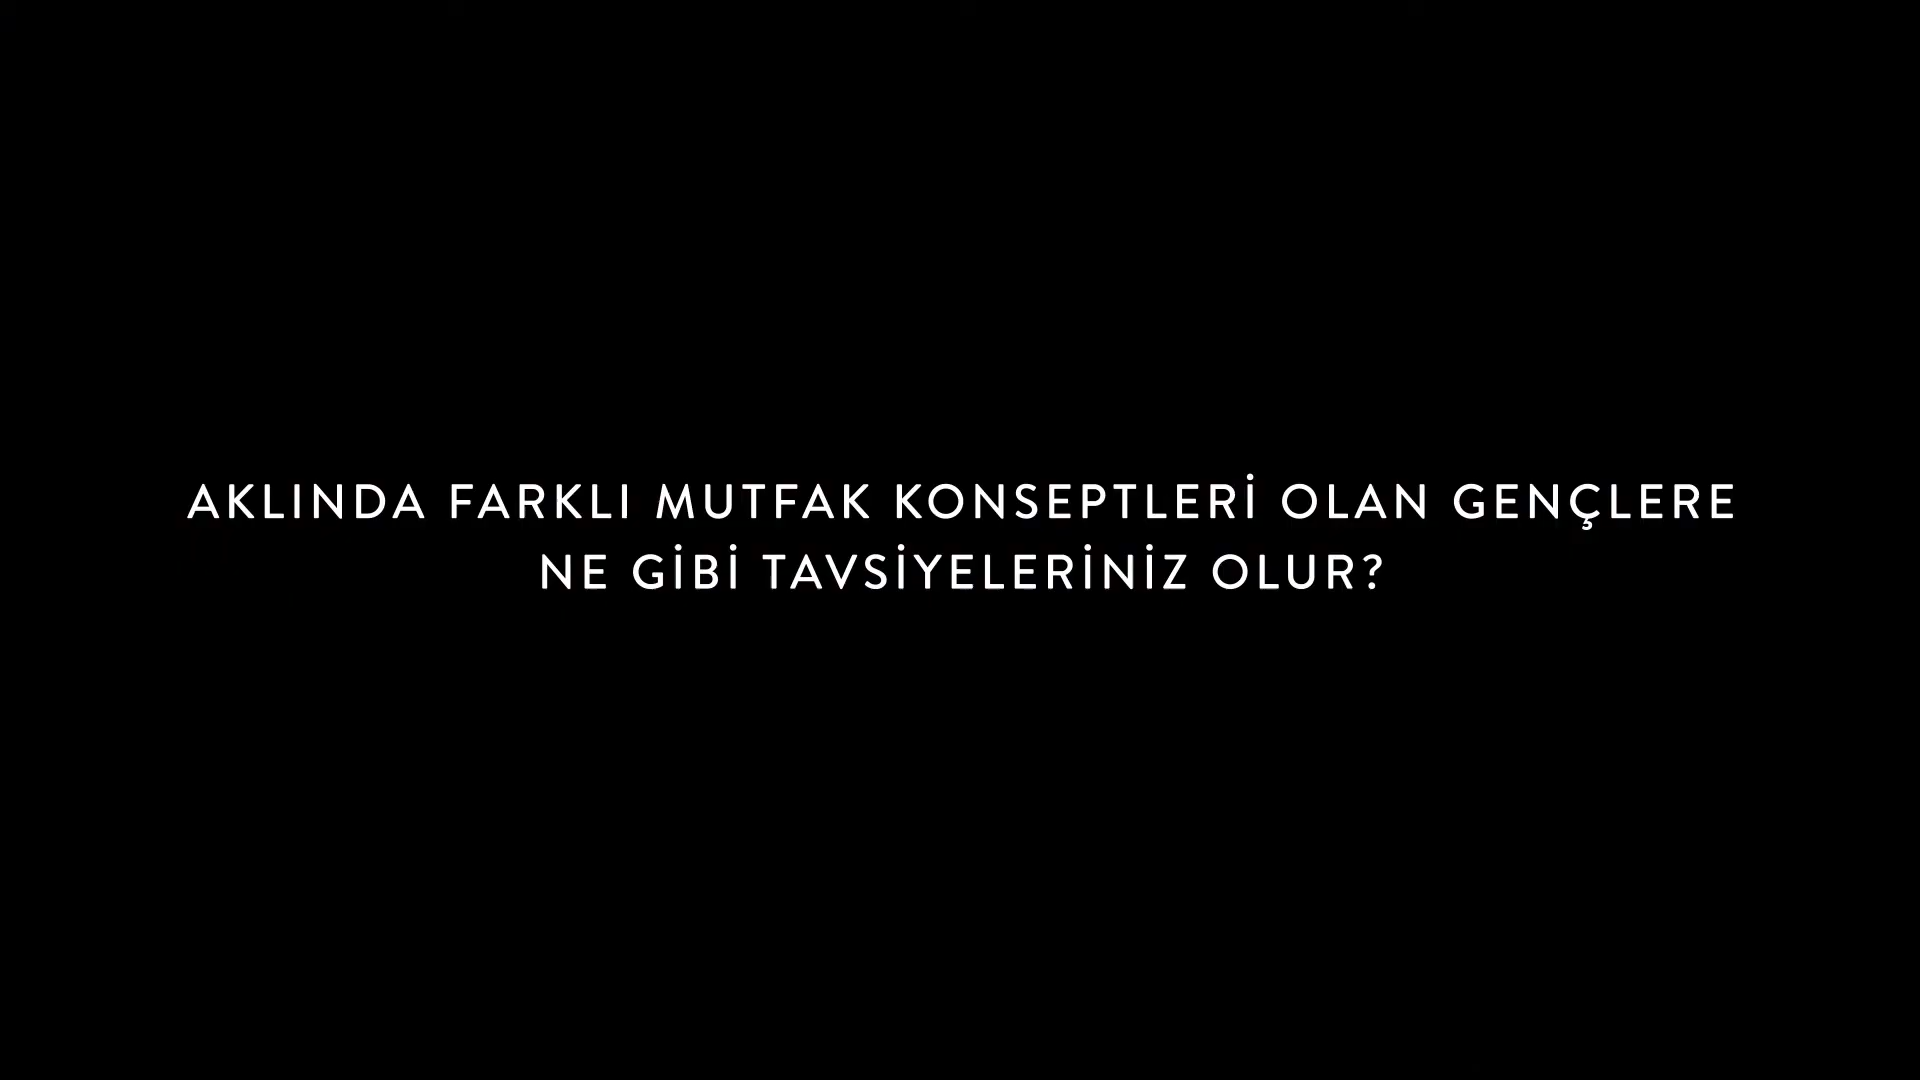 AKLINDA FARKLI MUTFAK KONSEPTLERİ OLAN GENÇLERE
NE GİBİ TAVSİYELERİNİZ OLUR?